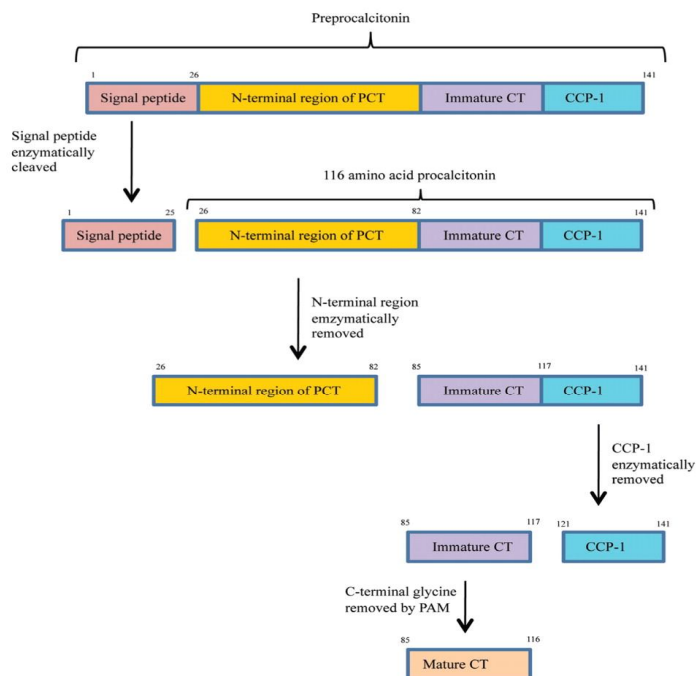 Preprocalcitonin
1 26 141
Signal peptide N-terminal region of PCT Immature CT CCP-1
Signal peptide
enzymatically
cleaved
116 amino acid procalcitonin
1 25 26 82 141
Signal peptide N-terminal region of PCT Immature CT CCP-1
N-terminal region
emzymatically
removed
26 82 85 117 141
N-terminal region of PCT Immature CT CCP-1
CCP-1
enzymatically
removed
85 117 121 141
Immature CT CCP-1
C-terminal glycine
removed by PAM
85 116
Mature CT